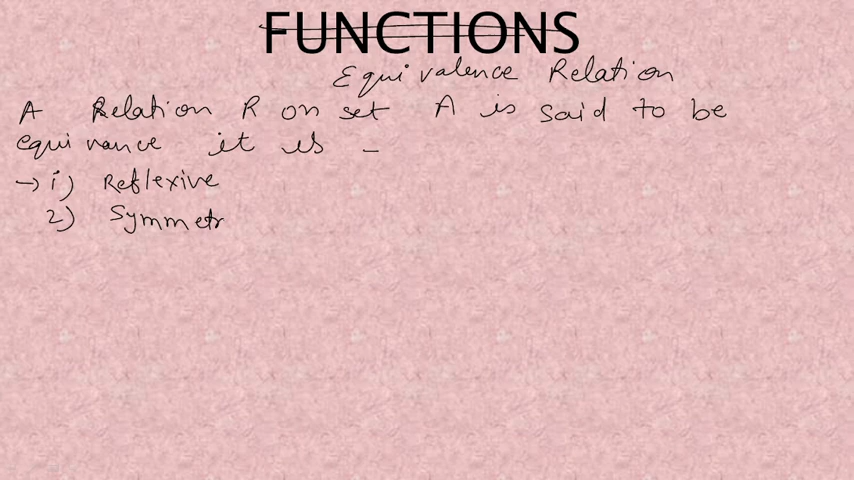 FUNCTIONS
Equivalence Relation
A Relation R on set A is said to be
equivance it is -
→ i) Reflexive
2) Symmetr